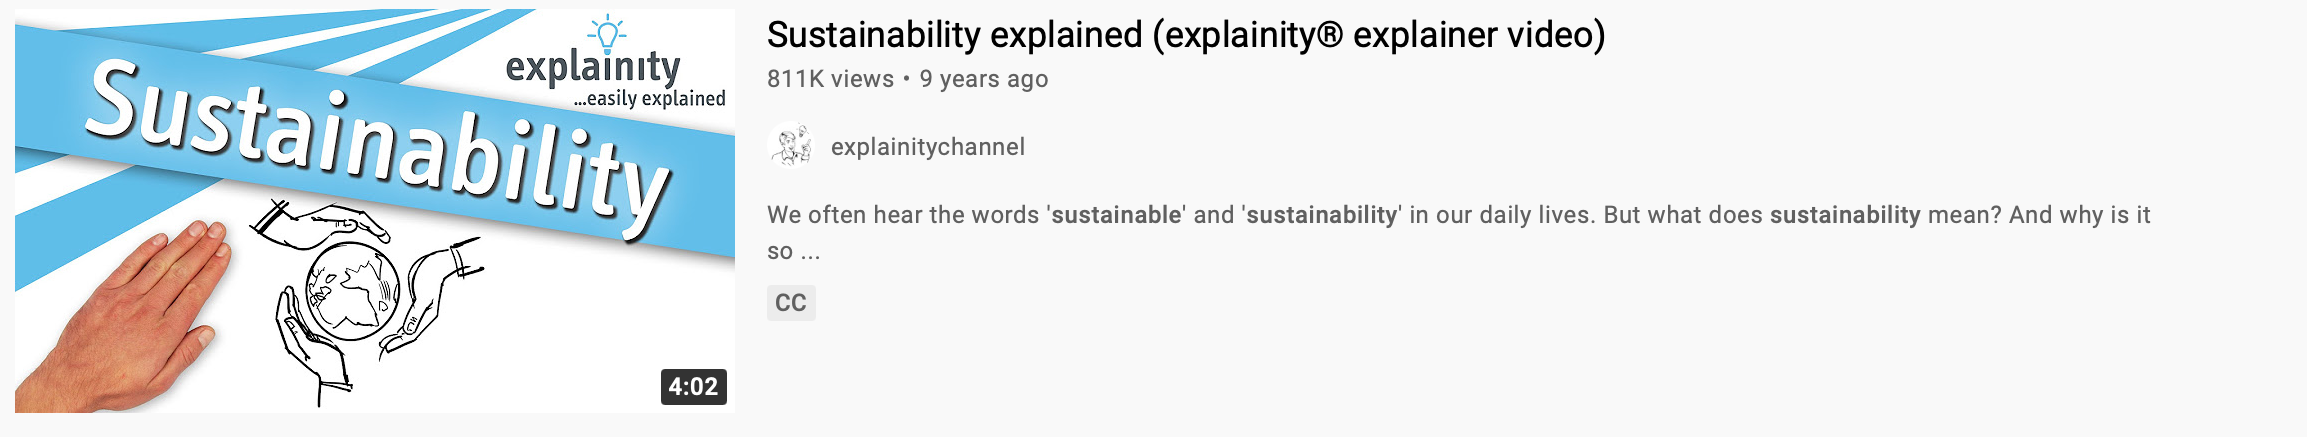 explainity
...easily explained
Sustainability
4:02
Sustainability explained (explainity® explainer video)
811K views • 9 years ago
explainitychannel
We often hear the words 'sustainable' and 'sustainability' in our daily lives. But what does sustainability mean? And why is it
so ...
CC